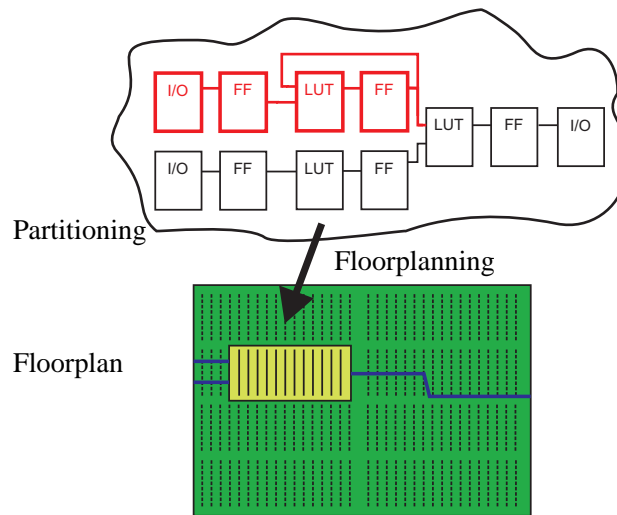 I/O FF LUT FF
LUT FF I/O
I/O FF LUT FF
Partitioning
Floorplanning
Floorplan